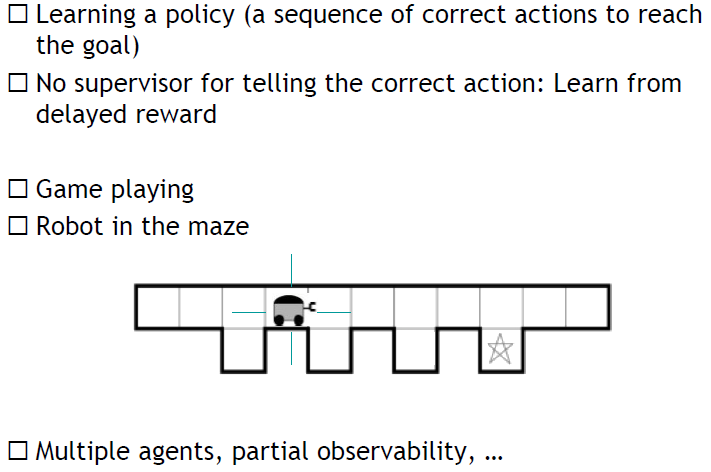 ☐ Learning a policy (a sequence of correct actions to reach
the goal)
☐ No supervisor for telling the correct action: Learn from
delayed reward
☐ Game playing
☐ Robot in the maze
☐ Multiple agents, partial observability, …